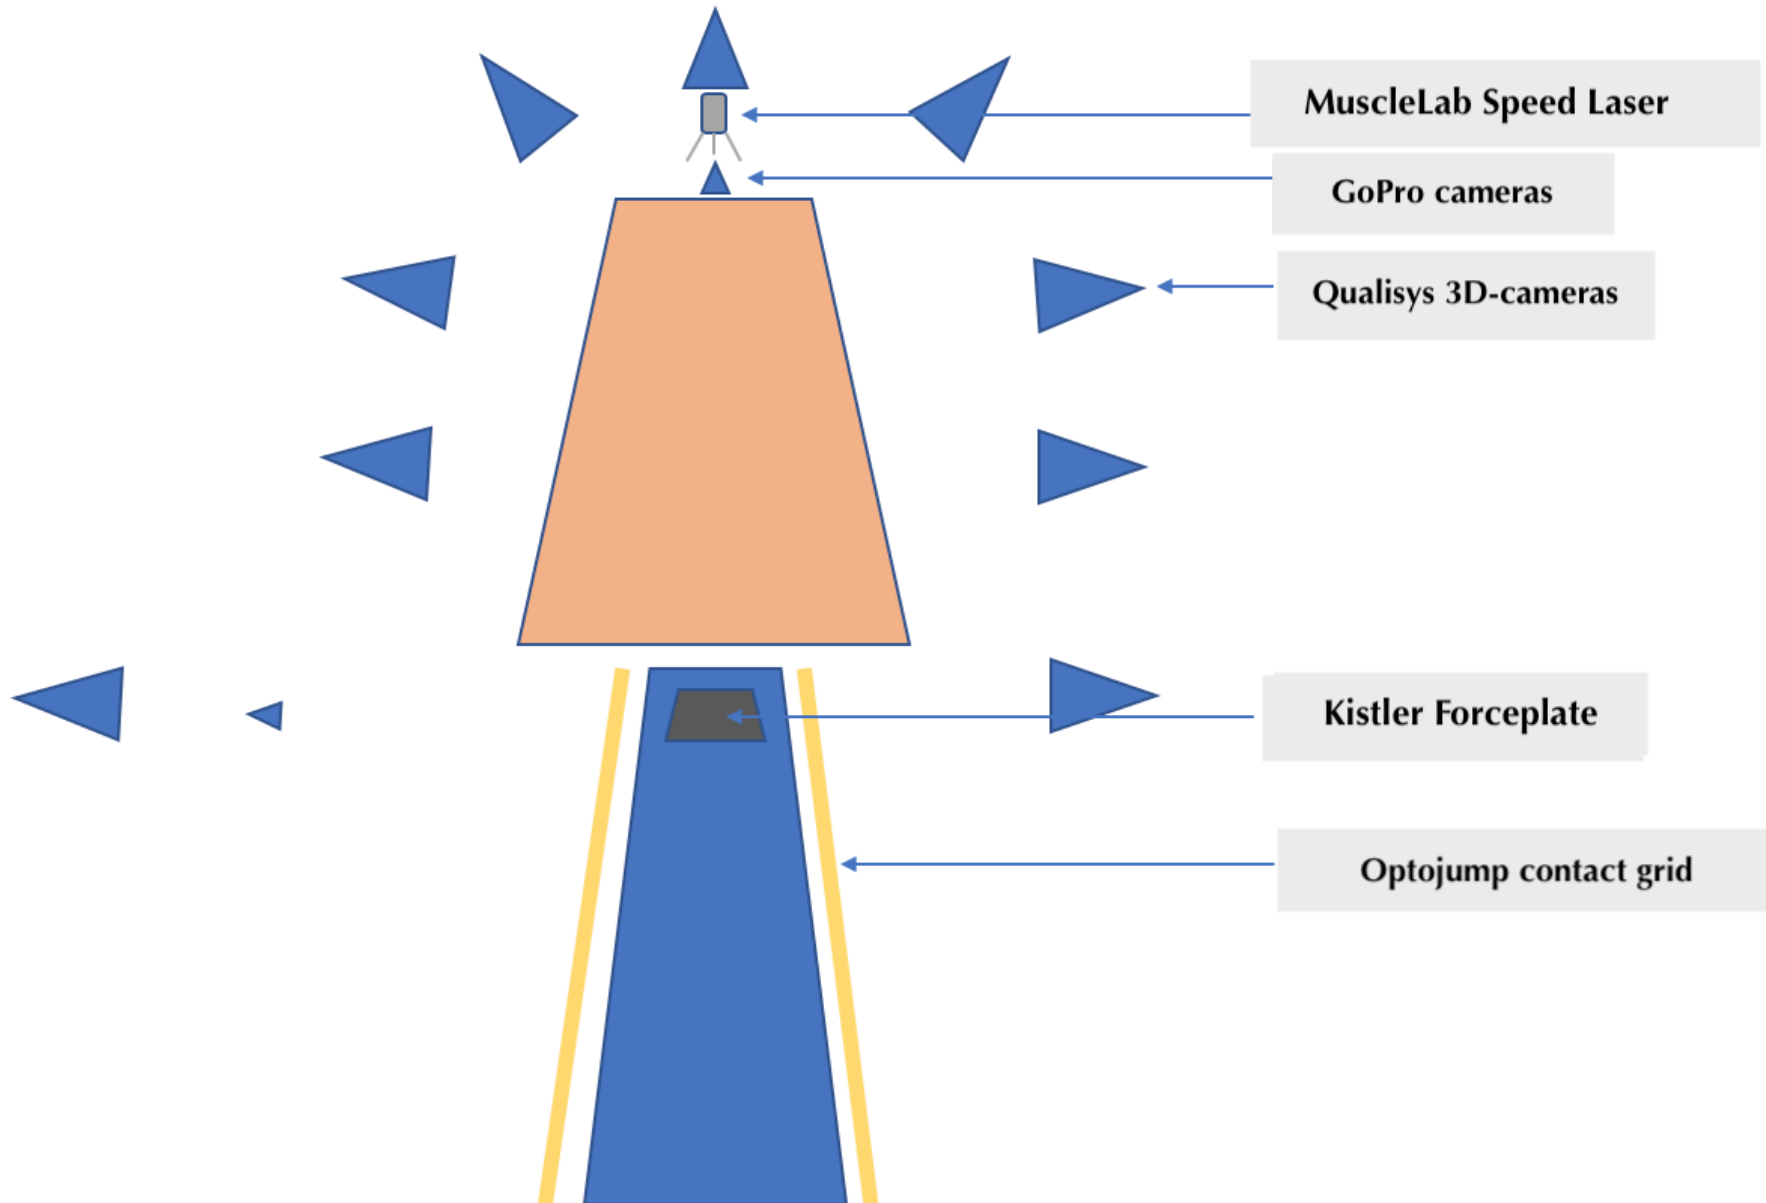 MuscleLab Speed Laser
GoPro cameras
Qualisys 3D-cameras
Kistler Forceplate
Optojump contact grid